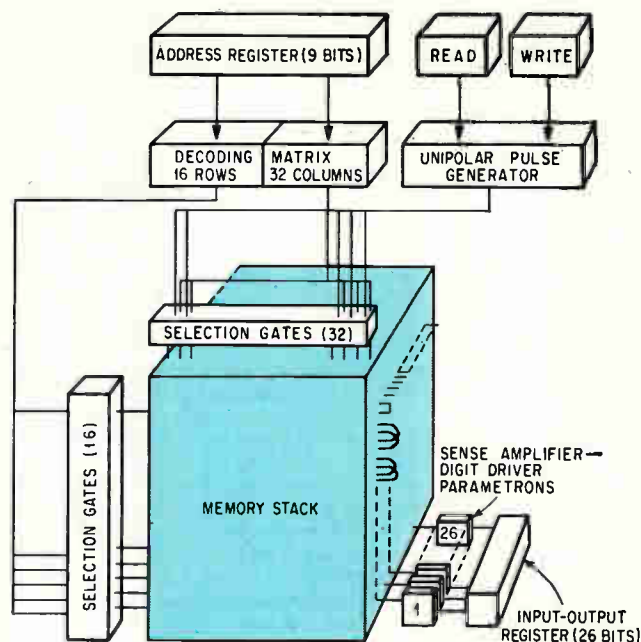 ADDRESS REGISTER (9 BITS)
READ
WRITE
DECODING
16 ROWS
MATRIX
32 COLUMNS
UNIPOLAR PULSE
GENERATOR
SELECTION GATES (32)
SELECTION GATES (16)
MEMORY STACK
SENSE AMPLIFIER—
DIGIT DRIVER
PARAMETRONS
26
1
INPUT-OUTPUT
REGISTER (26 BITS)